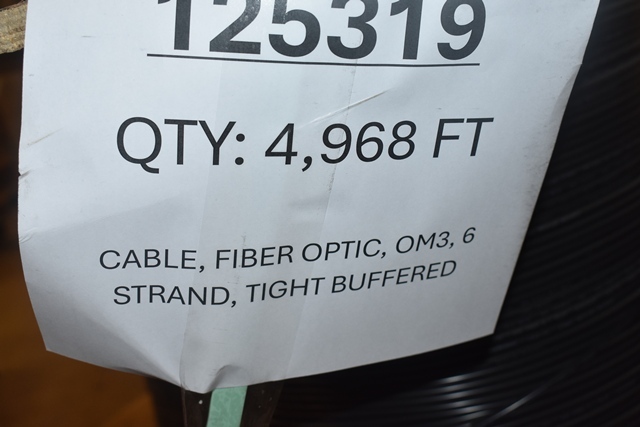 125319
QTY: 4,968 FT
CABLE, FIBER OPTIC, OM3, 6
STRAND, TIGHT BUFFERED